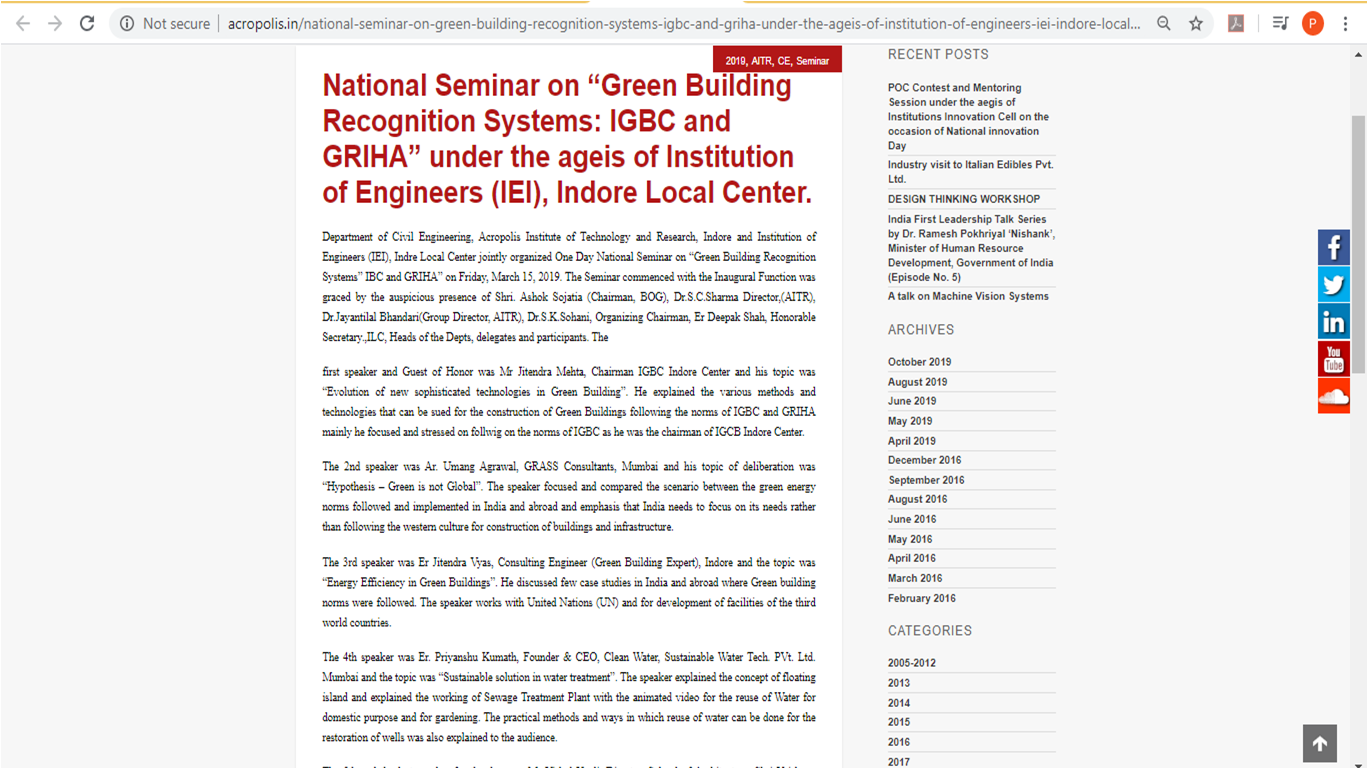 Not secure
acropolis.in/national-seminar-on-green-building-recognition-systems-igbc-and-griha-under-the-ageis-of-institution-of-engineers-iei-indore-local...
P
2019, AITR, CE, Seminar
National Seminar on “Green Building
Recognition Systems: IGBC and
GRIHA” under the ageis of Institution
of Engineers (IEI), Indore Local Center.
Department of Civil Engineering, Acropolis Institute of Technology and Research, Indore and Institution of
Engineers (IEI), Indre Local Center jointly organized One Day National Seminar on “Green Building Recognition
Systems” IBC and GRIHA” on Friday, March 15, 2019. The Seminar commenced with the Inaugural Function was
graced by the auspicious presence of Shri. Ashok Sojatia (Chairman, BOG), Dr.S.C.Sharma Director,(AITR),
Dr.Jayantilal Bhandari(Group Director, AITR), Dr.S.K.Sohani, Organizing Chairman, Er Deepak Shah, Honorable
Secretary.,ILC, Heads of the Depts, delegates and participants. The
first speaker and Guest of Honor was Mr Jitendra Mehta, Chairman IGBC Indore Center and his topic was
“Evolution of new sophisticated technologies in Green Building”. He explained the various methods and
technologies that can be sued for the construction of Green Buildings following the norms of IGBC and GRIHA
mainly he focused and stressed on follwig on the norms of IGBC as he was the chairman of IGCB Indore Center.
The 2nd speaker was Ar. Umang Agrawal, GRASS Consultants, Mumbai and his topic of deliberation was
“Hypothesis – Green is not Global”. The speaker focused and compared the scenario between the green energy
norms followed and implemented in India and abroad and emphasis that India needs to focus on its needs rather
than following the western culture for construction of buildings and infrastructure.
The 3rd speaker was Er Jitendra Vyas, Consulting Engineer (Green Building Expert), Indore and the topic was
“Energy Efficiency in Green Buildings”. He discussed few case studies in India and abroad where Green building
norms were followed. The speaker works with United Nations (UN) and for development of facilities of the third
world countries.
The 4th speaker was Er. Priyanshu Kumath, Founder & CEO, Clean Water, Sustainable Water Tech. PVt. Ltd.
Mumbai and the topic was “Sustainable solution in water treatment”. The speaker explained the concept of floating
island and explained the working of Sewage Treatment Plant with the animated video for the reuse of Water for
domestic purpose and for gardening. The practical methods and ways in which reuse of water can be done for the
restoration of wells was also explained to the audience.
RECENT POSTS
POC Contest and Mentoring
Session under the aegis of
Institutions Innovation Cell on the
occasion of National innovation
Day
Industry visit to Italian Edibles Pvt.
Ltd.
DESIGN THINKING WORKSHOP
India First Leadership Talk Series
by Dr. Ramesh Pokhriyal ‘Nishank’,
Minister of Human Resource
Development, Government of India
(Episode No. 5)
A talk on Machine Vision Systems
ARCHIVES
October 2019
August 2019
June 2019
May 2019
April 2019
December 2016
September 2016
August 2016
June 2016
May 2016
April 2016
March 2016
February 2016
CATEGORIES
2005-2012
2013
2014
2015
2016
2017
f
in
You
Tube